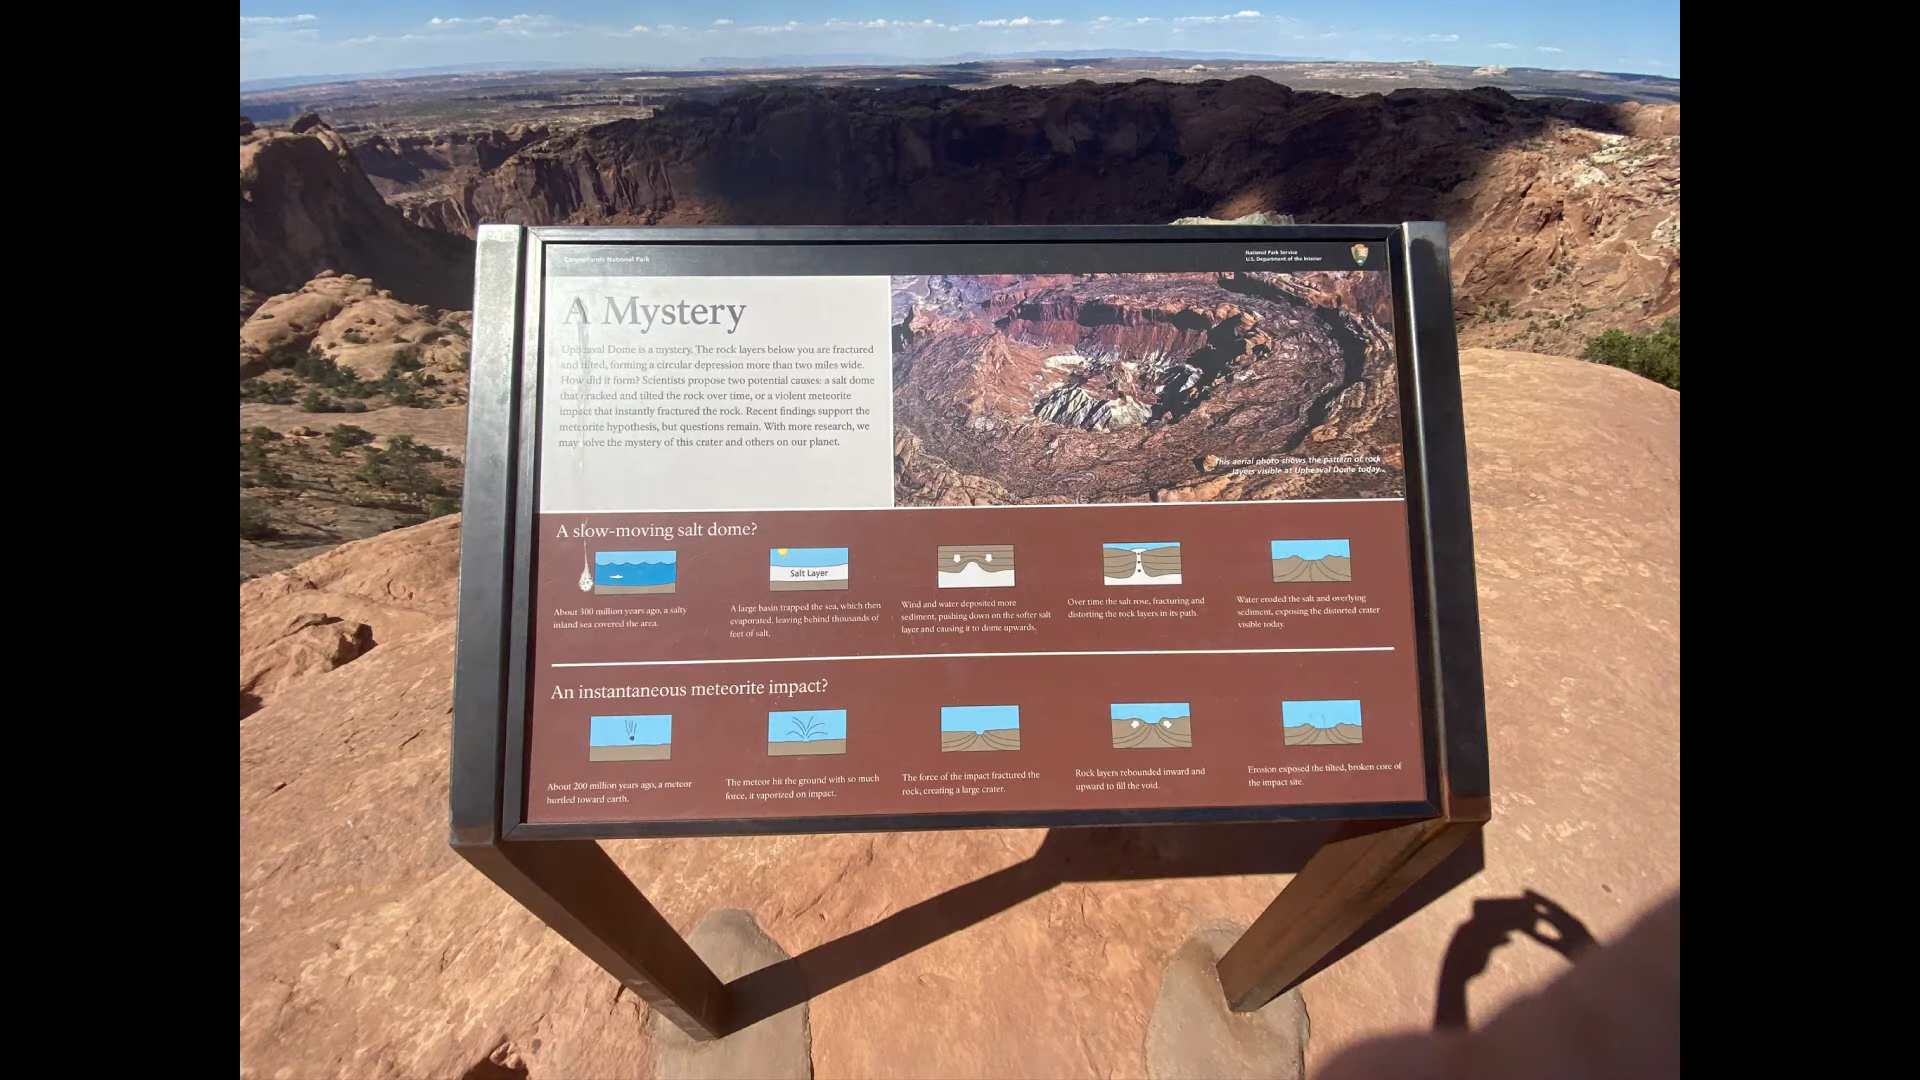 Canyonlands National Park
National Park Service
U.S. Department of the Interior
A Mystery
Upheaval Dome is a mystery. The rock layers below you are fractured
and tilted, forming a circular depression more than two miles wide.
How did it form? Scientists propose two potential causes: a salt dome
that cracked and tilted the rock over time, or a violent meteorite
impact that instantly fractured the rock. Recent findings support the
meteorite hypothesis, but questions remain. With more research, we
may solve the mystery of this crater and others on our planet.
This aerial photo shows the pattern of rock
layers visible at Upheaval Dome today.
A slow-moving salt dome?
Salt Layer
About 300 million years ago, a salty
inland sea covered the area.
A large basin trapped the sea, which then
evaporated, leaving behind thousands of
feet of salt.
Wind and water deposited more
sediment, pushing down on the softer salt
layer and causing it to dome upwards.
Over time the salt rose, fracturing and
distorting the rock layers in its path.
Water eroded the salt and overlying
sediment, exposing the distorted crater
visible today.
An instantaneous meteorite impact?
About 200 million years ago, a meteor
hurtled toward earth.
The meteor hit the ground with so much
force, it vaporized on impact.
The force of the impact fractured the
rock, creating a large crater.
Rock layers rebounded inward and
upward to fill the void.
Erosion exposed the tilted, broken core of
the impact site.